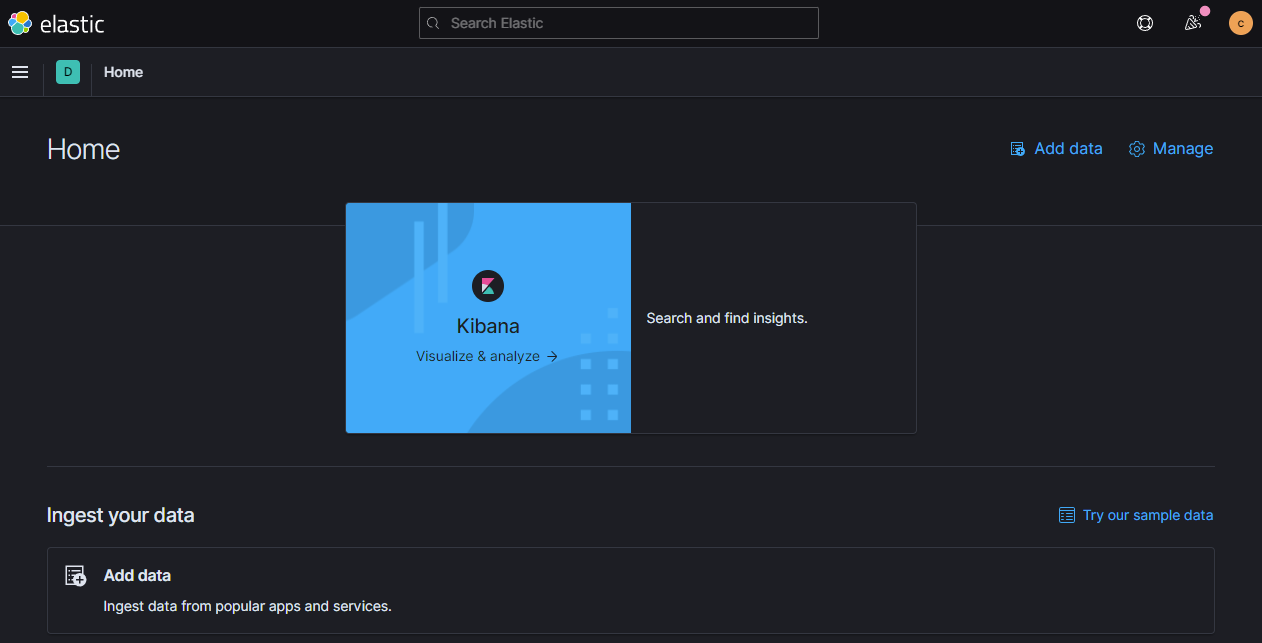 elastic
Search Elastic
C
D
Home
Home
Add data
Manage
Kibana
Visualize & analyze →
Search and find insights.
Ingest your data
Try our sample data
Add data
Ingest data from popular apps and services.